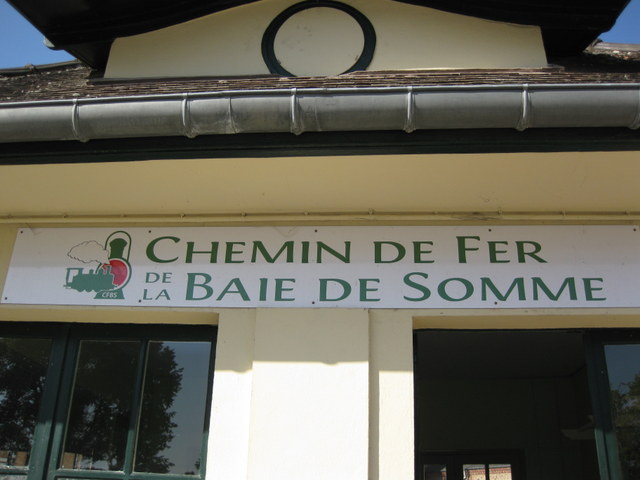 CHEMIN DE FER
DE LA BAIE DE SOMME
CFBS